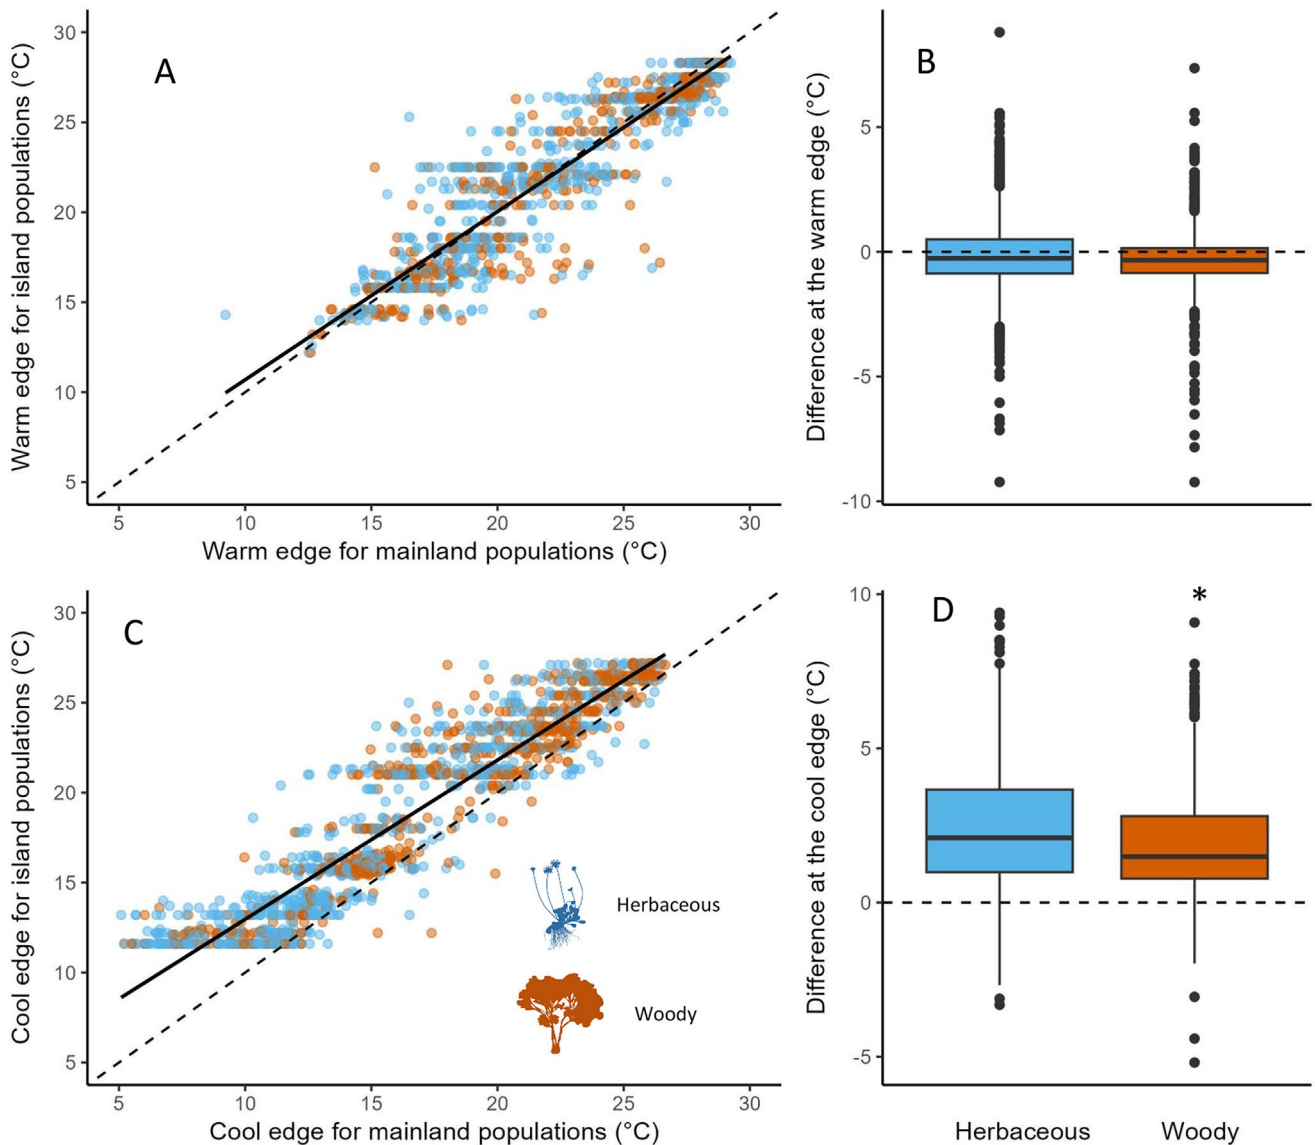 A
30
25
20
15
10
5
Warm edge for island populations (°C)
5 10 15 20 25 30
Warm edge for mainland populations (°C)
B
5
0
-5
-10
Difference at the warm edge (°C)
C
30
25
20
15
10
5
Cool edge for island populations (°C)
Herbaceous
Woody
5 10 15 20 25 30
Cool edge for mainland populations (°C)
D
*
10
5
0
-5
Difference at the cool edge (°C)
Herbaceous Woody